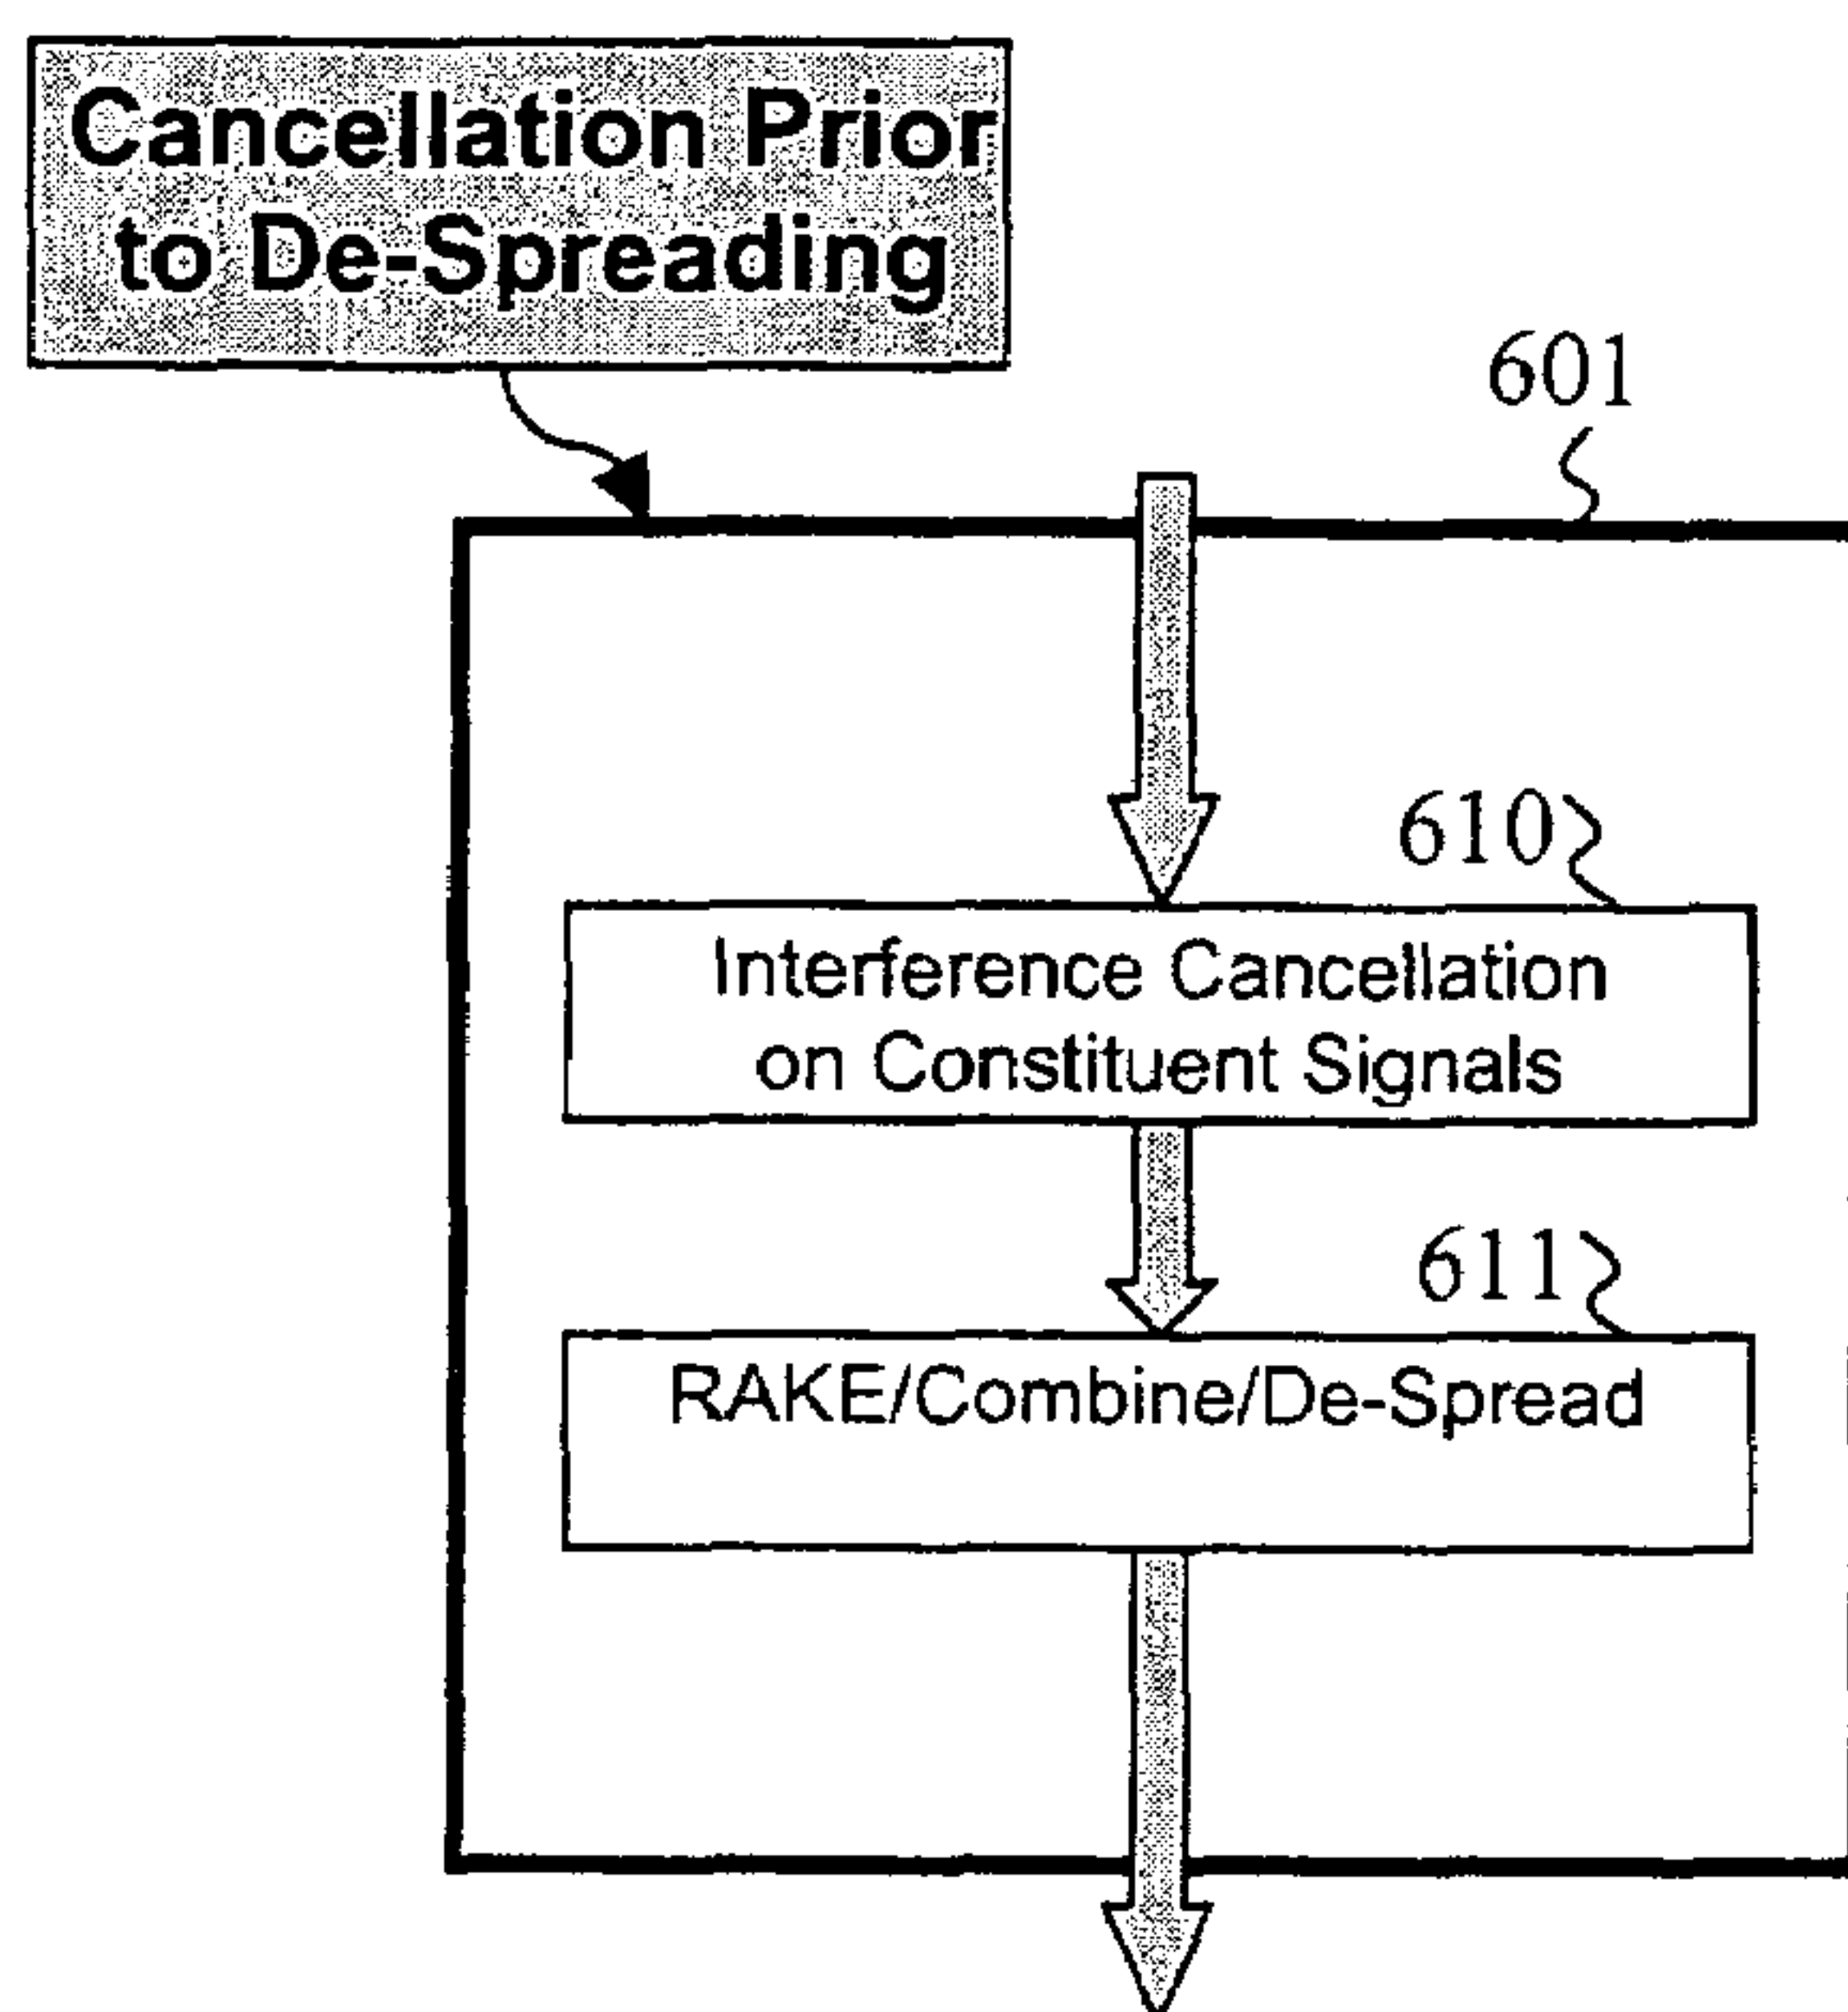 Cancellation Prior
to De-Spreading
601
610
Interference Cancellation
on Constituent Signals
611
RAKE/Combine/De-Spread